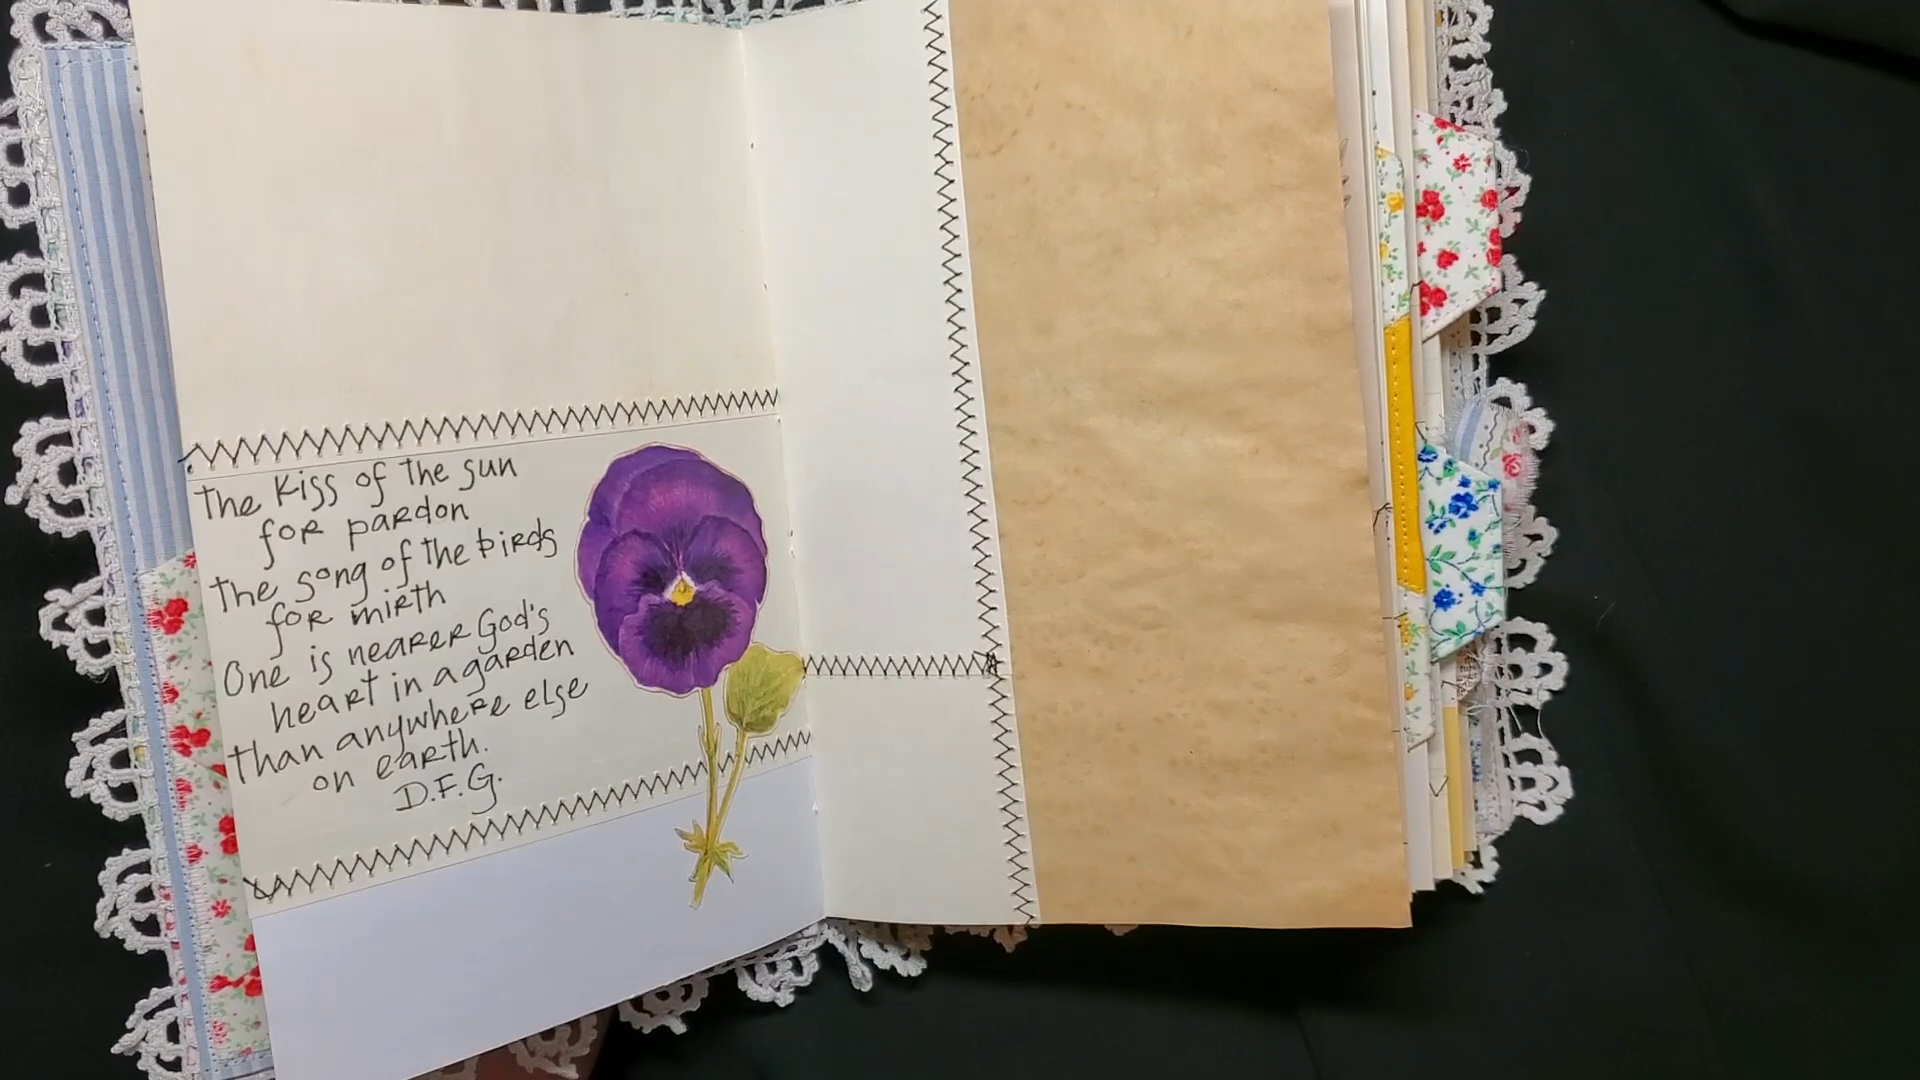 The Kiss of the sun
for pardon
the song of the birds
for mirth
One is nearer God's
heart in a garden
than anywhere else
on earth.
D.F.G.